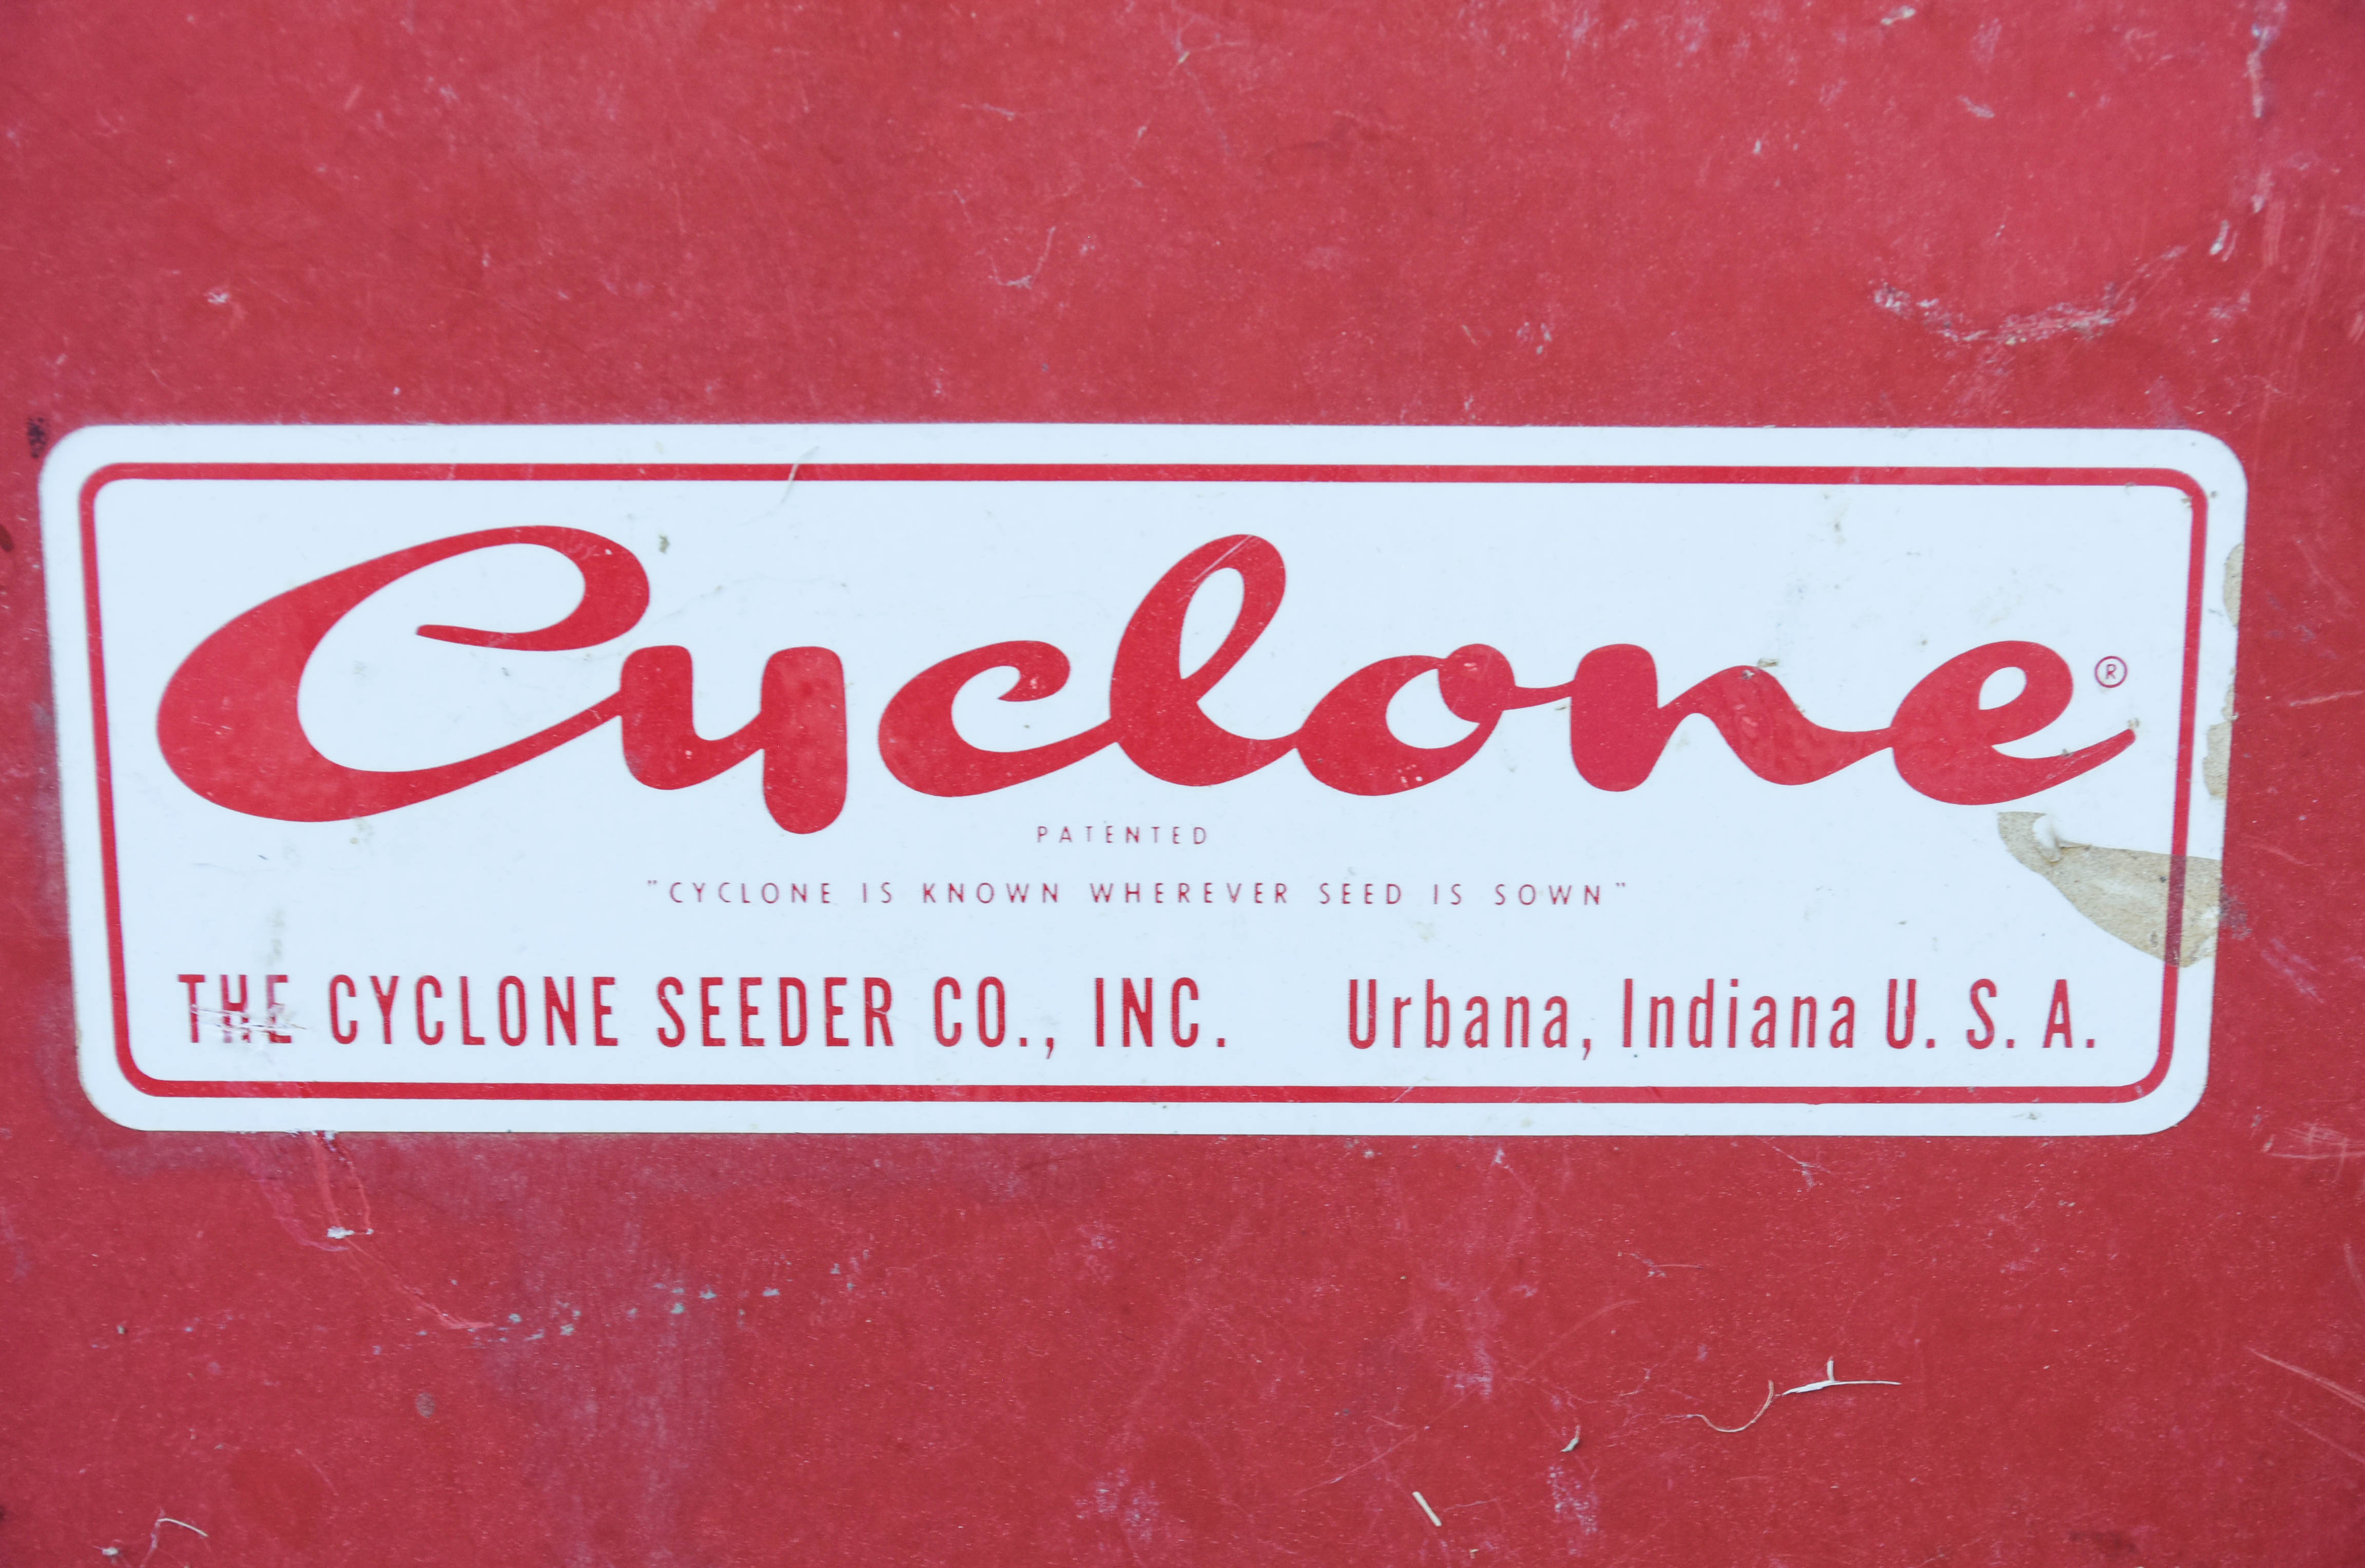 Cyclone ®
PATENTED
"CYCLONE IS KNOWN WHEREVER SEED IS SOWN"
THE CYCLONE SEEDER CO., INC. Urbana, Indiana U. S. A.